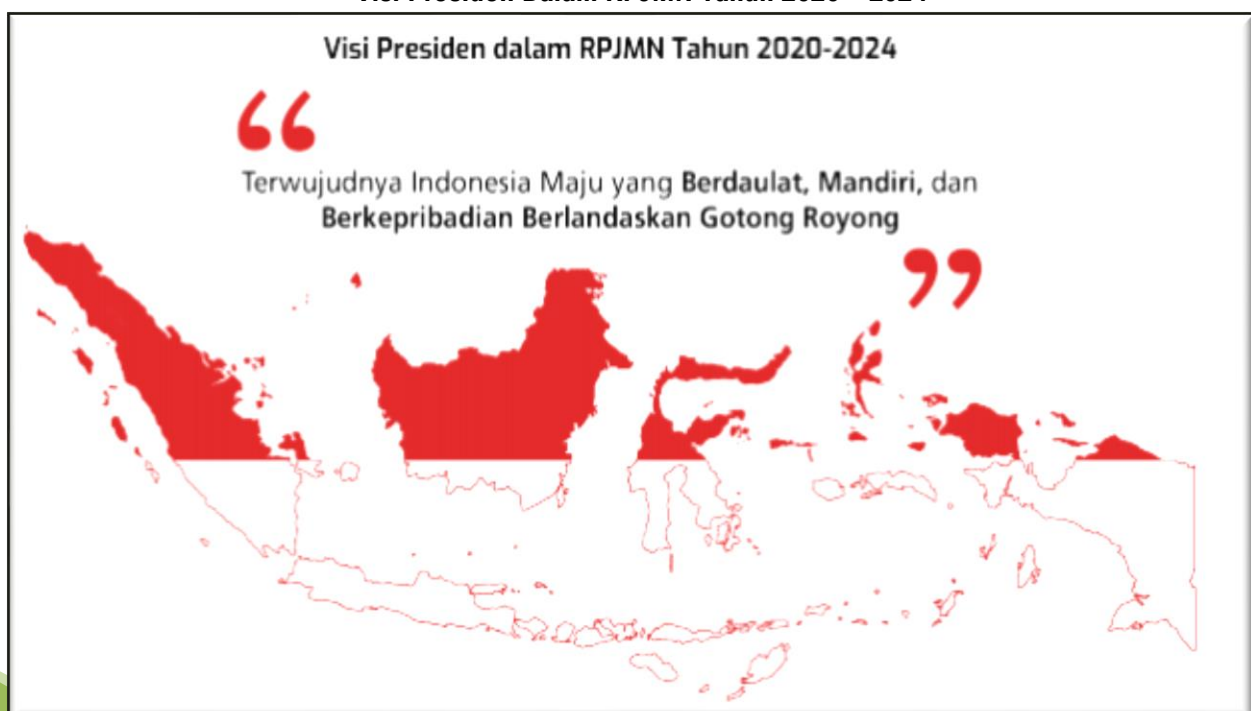 Visi Presiden dalam RPJMN Tahun 2020-2024
“
Terwujudnya Indonesia Maju yang Berdaulat, Mandiri, dan
Berkepribadian Berlandaskan Gotong Royong
”